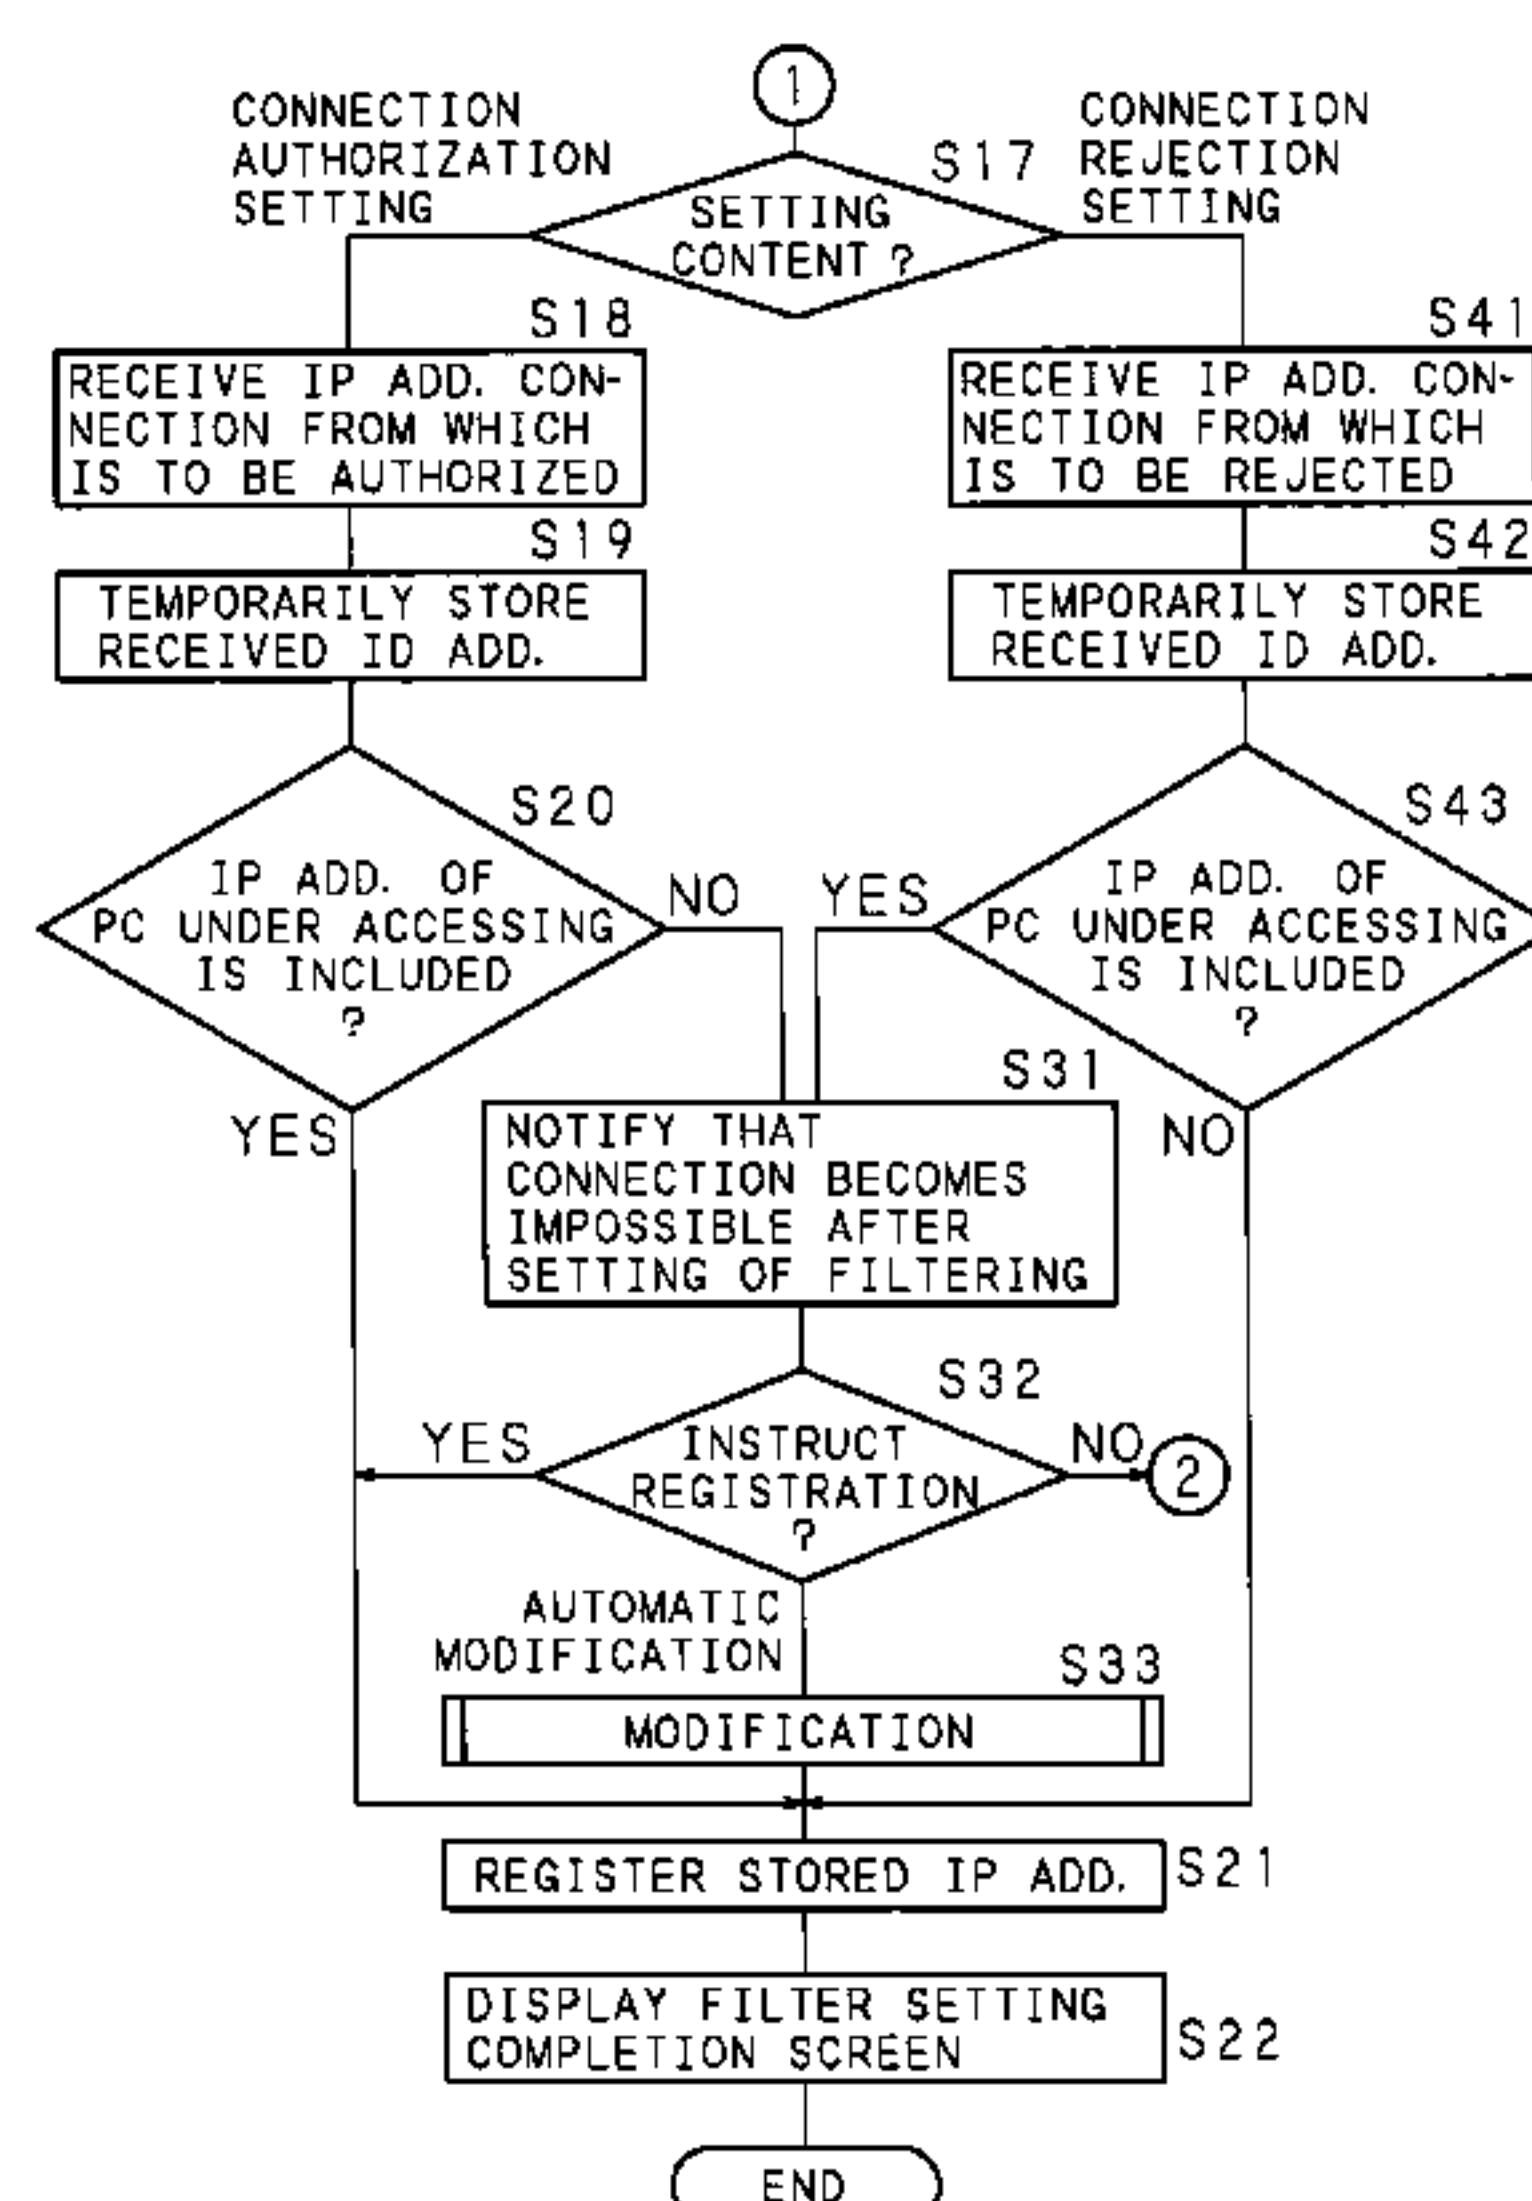 1
CONNECTION
AUTHORIZATION
SETTING
S17
CONNECTION
REJECTION
SETTING
SETTING
CONTENT ?
S18
RECEIVE IP ADD. CON-
NECTION FROM WHICH
IS TO BE AUTHORIZED
S41
RECEIVE IP ADD. CON-
NECTION FROM WHICH
IS TO BE REJECTED
S19
TEMPORARILY STORE
RECEIVED ID ADD.
S42
TEMPORARILY STORE
RECEIVED ID ADD.
S20
IP ADD. OF
PC UNDER ACCESSING
IS INCLUDED
?
NO
YES
S43
IP ADD. OF
PC UNDER ACCESSING
IS INCLUDED
?
YES
NO
S31
NOTIFY THAT
CONNECTION BECOMES
IMPOSSIBLE AFTER
SETTING OF FILTERING
S32
YES
INSTRUCT
REGISTRATION
?
NO
2
AUTOMATIC
MODIFICATION
S33
MODIFICATION
REGISTER STORED IP ADD.
S21
DISPLAY FILTER SETTING
COMPLETION SCREEN
S22
END